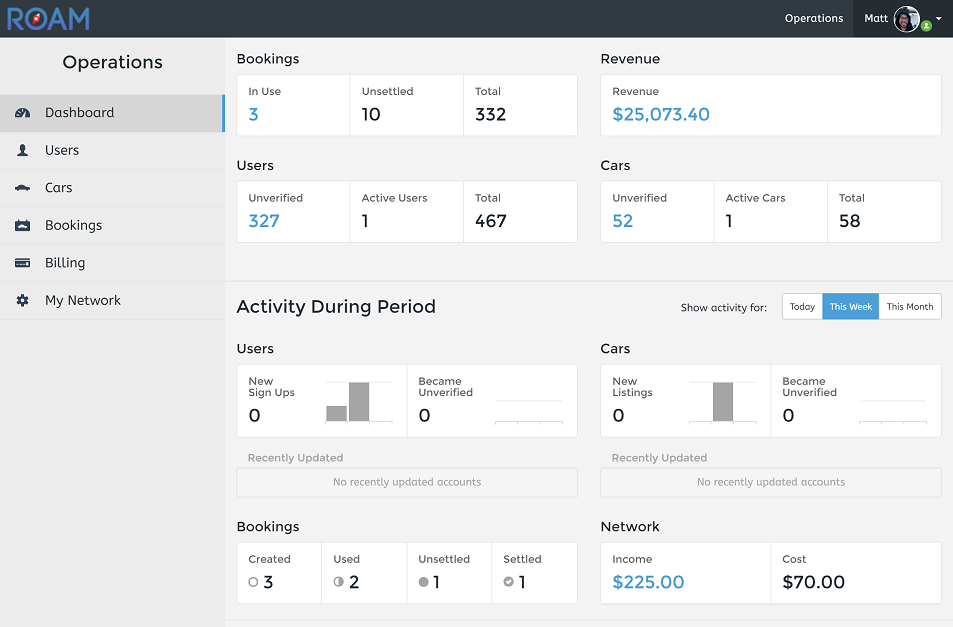 ROAM
Operations
Matt
Operations
Dashboard
Users
Cars
Bookings
Billing
My Network
Bookings
In Use
3
Unsettled
10
Total
332
Revenue
Revenue
$25,073.40
Users
Unverified
327
Active Users
1
Total
467
Cars
Unverified
52
Active Cars
1
Total
58
Activity During Period
Show activity for:
Today
This Week
This Month
Users
New
Sign Ups
0
Became
Unverified
0
Recently Updated
No recently updated accounts
Cars
New
Listings
0
Became
Unverified
0
Recently Updated
No recently updated accounts
Bookings
Created
3
Used
2
Unsettled
1
Settled
1
Network
Income
$225.00
Cost
$70.00